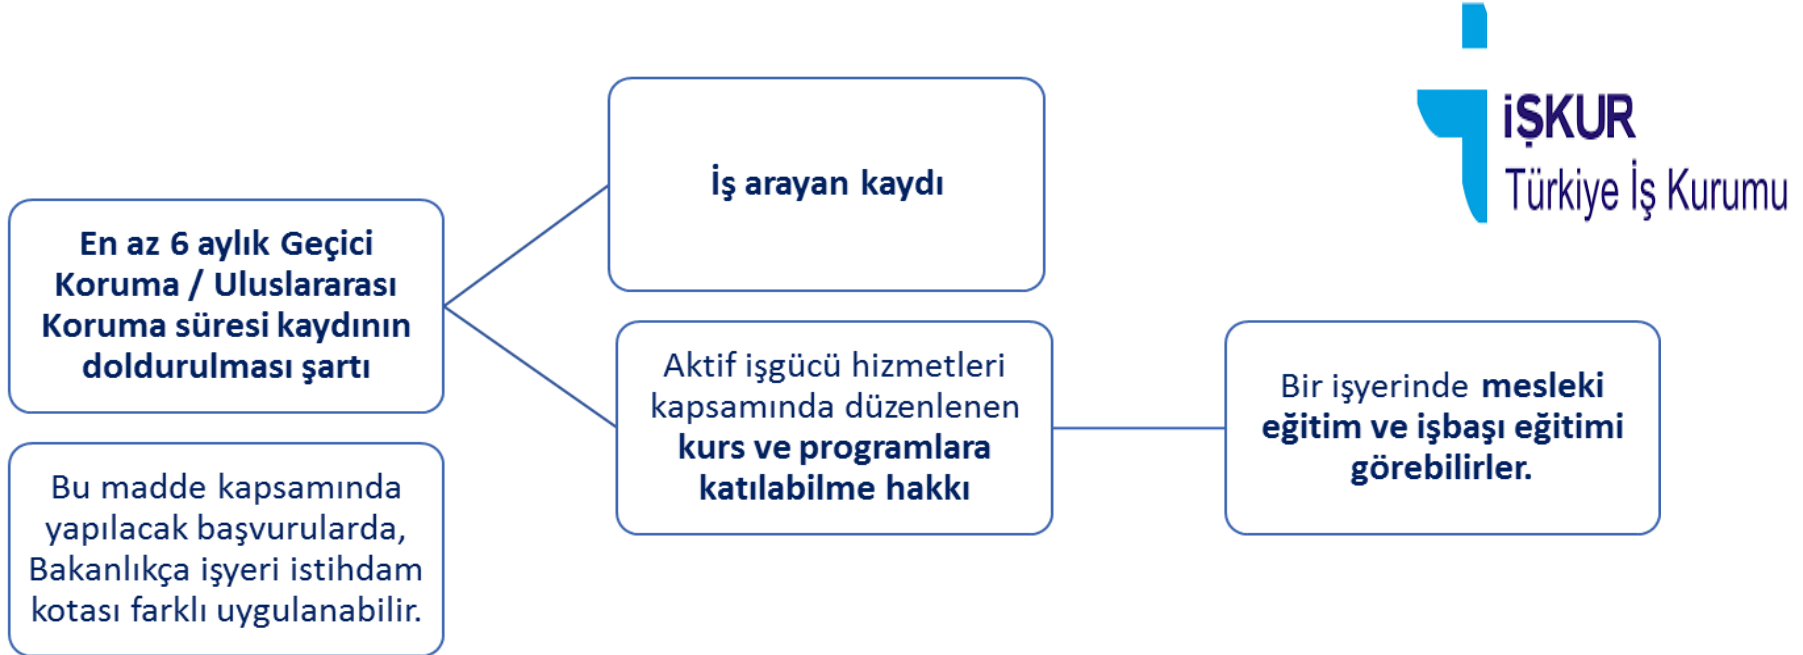 İŞKUR
Türkiye İş Kurumu
İş arayan kaydı
En az 6 aylık Geçici
Koruma / Uluslararası
Koruma süresi kaydının
doldurulması şartı
Aktif işgücü hizmetleri
kapsamında düzenlenen
kurs ve programlara
katılabilme hakkı
Bir işyerinde mesleki
eğitim ve işbaşı eğitimi
görebilirler.
Bu madde kapsamında
yapılacak başvurularda,
Bakanlıkça işyeri istihdam
kotası farklı uygulanabilir.